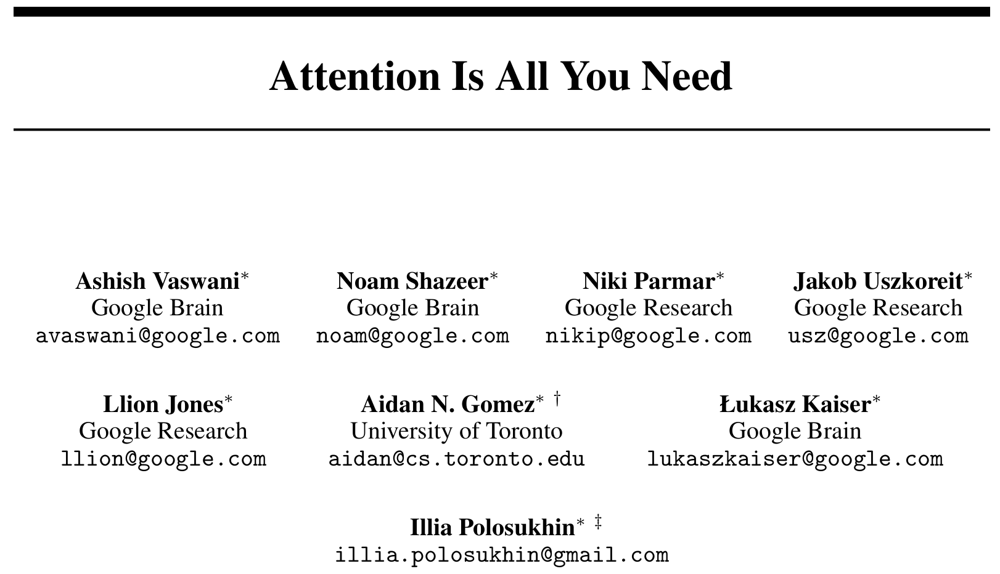 Attention Is All You Need
Ashish Vaswani* Noam Shazeer* Niki Parmar* Jakob Uszkoreit*
Google Brain Google Brain Google Research Google Research
avaswani@google.com noam@google.com nikip@google.com usz@google.com
Llion Jones* Aidan N. Gomez* † Łukasz Kaiser*
Google Research University of Toronto Google Brain
llion@google.com aidan@cs.toronto.edu lukaszkaiser@google.com
Illia Polosukhin* ‡
illia.polosukhin@gmail.com